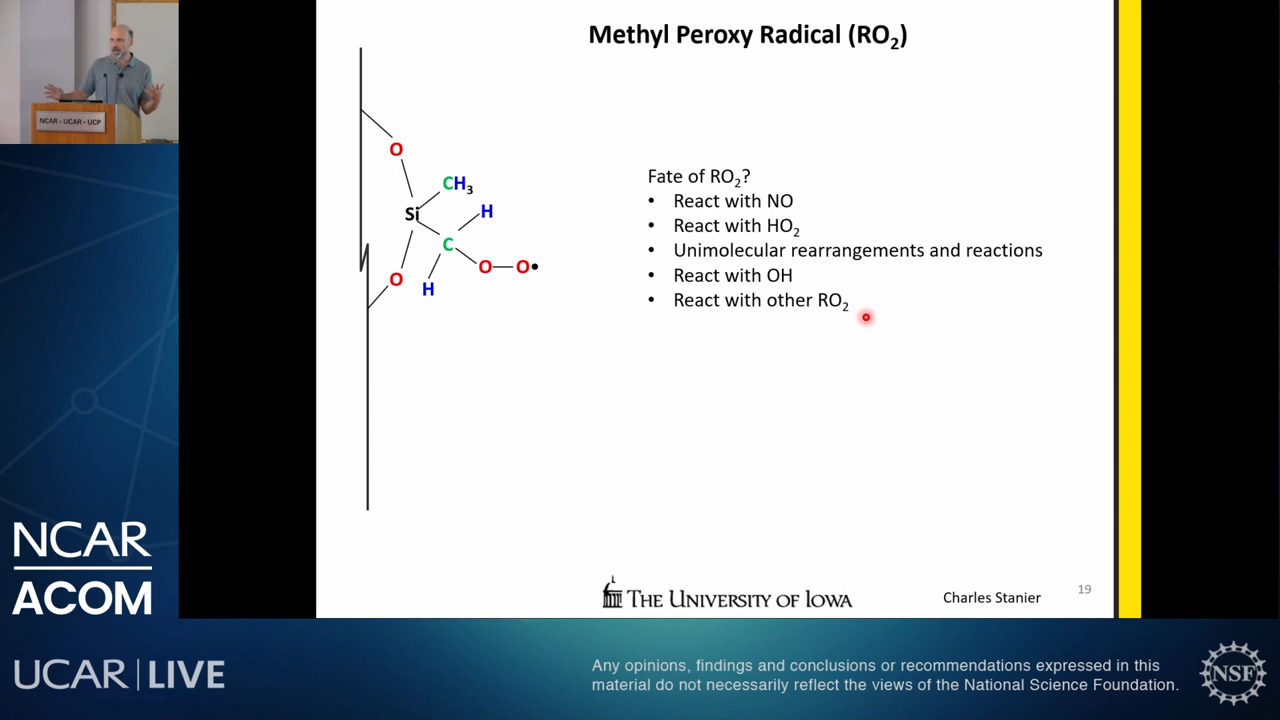 Methyl Peroxy Radical (RO2)
NCAR • UCAR • UCP
O
CH3
Si
H
C
O—O•
O
H
Fate of RO2?
• React with NO
• React with HO2
• Unimolecular rearrangements and reactions
• React with OH
• React with other RO2
THE UNIVERSITY OF IOWA
Charles Stanier
19
NCAR
ACOM
UCAR | LIVE
Any opinions, findings and conclusions or recommendations expressed in this
material do not necessarily reflect the views of the National Science Foundation.
NSF